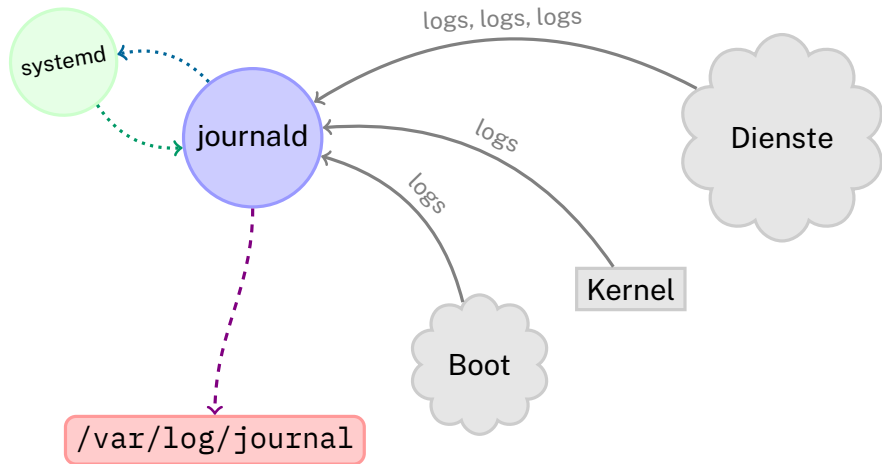 logs, logs, logs
systemd
journald
logs
Dienste
logs
Kernel
Boot
/var/log/journal